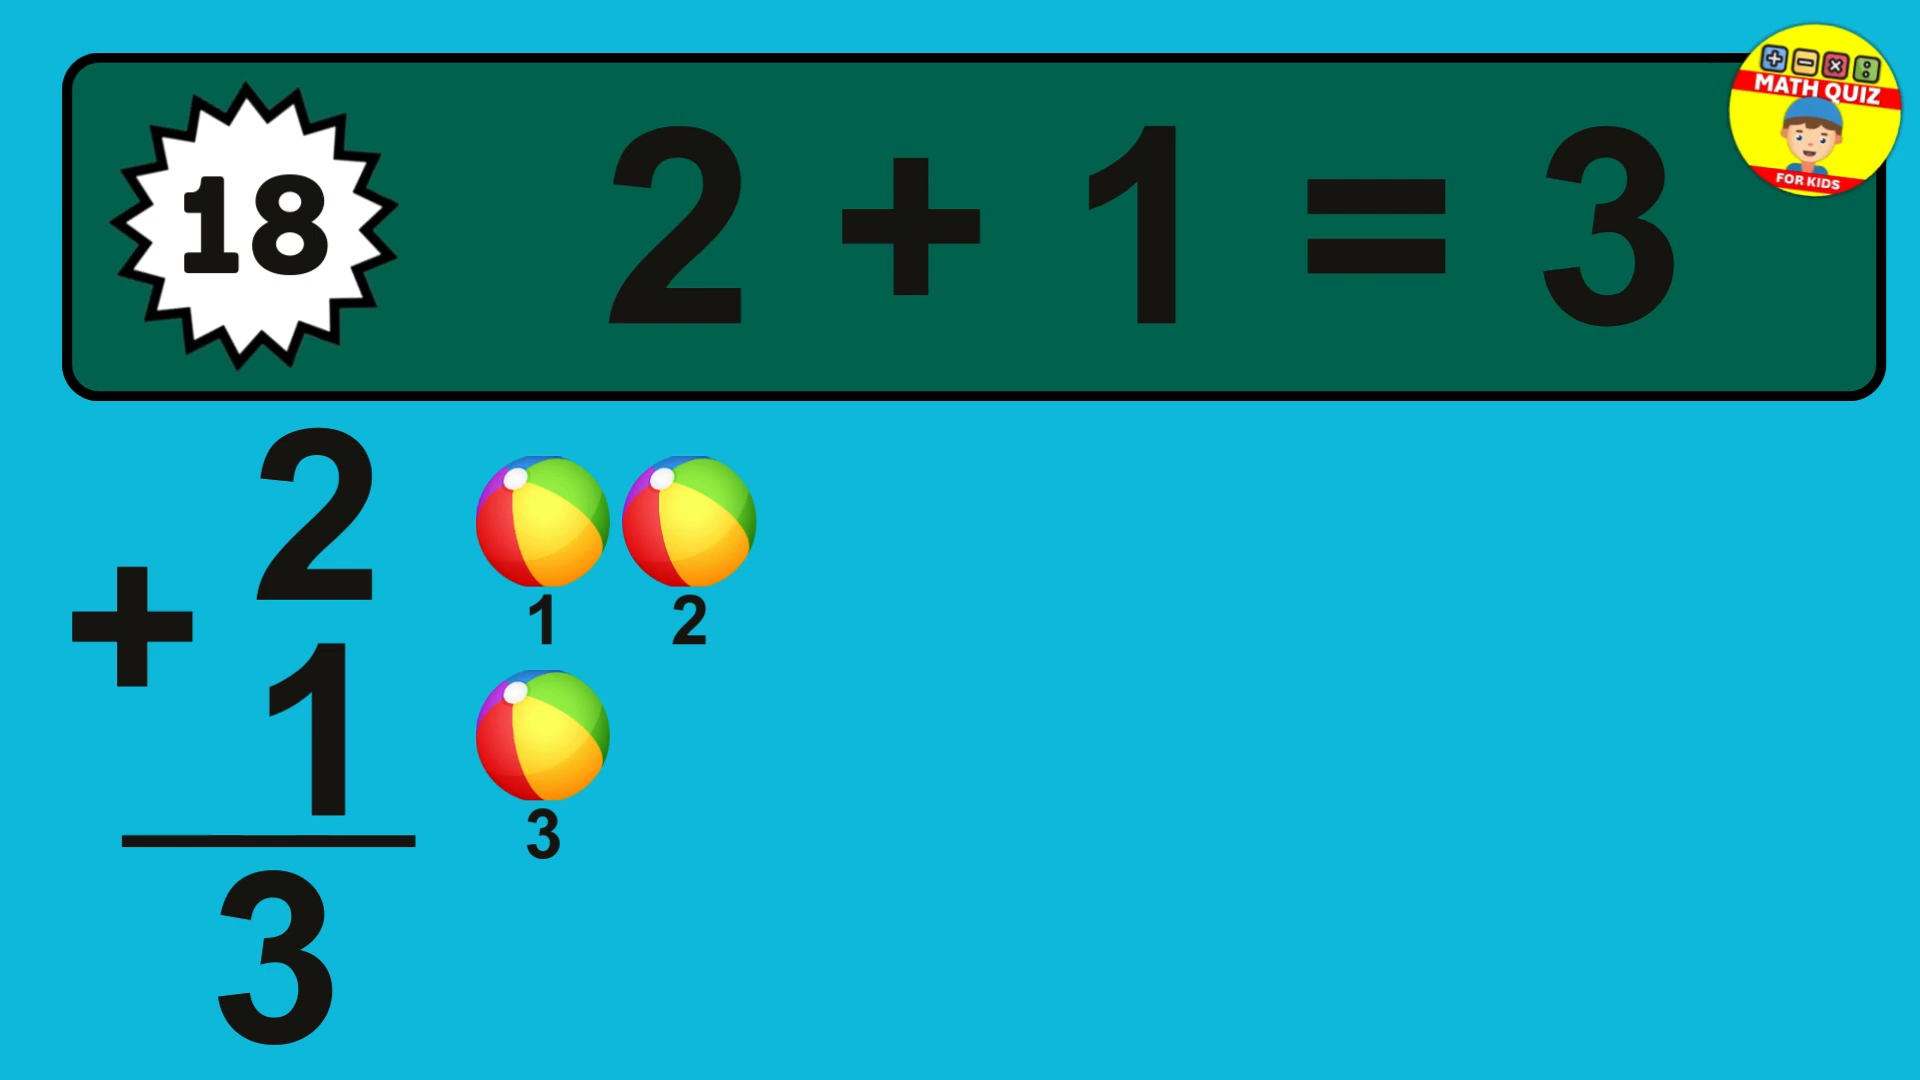 18
2 + 1 = 3
MATH QUIZ
FOR KIDS
2
+
1
3
1 2
3